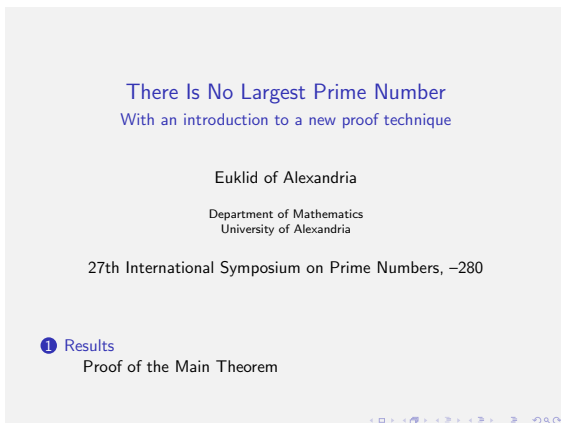 There Is No Largest Prime Number
With an introduction to a new proof technique
Euklid of Alexandria
Department of Mathematics
University of Alexandria
27th International Symposium on Prime Numbers, –280
1 Results
Proof of the Main Theorem